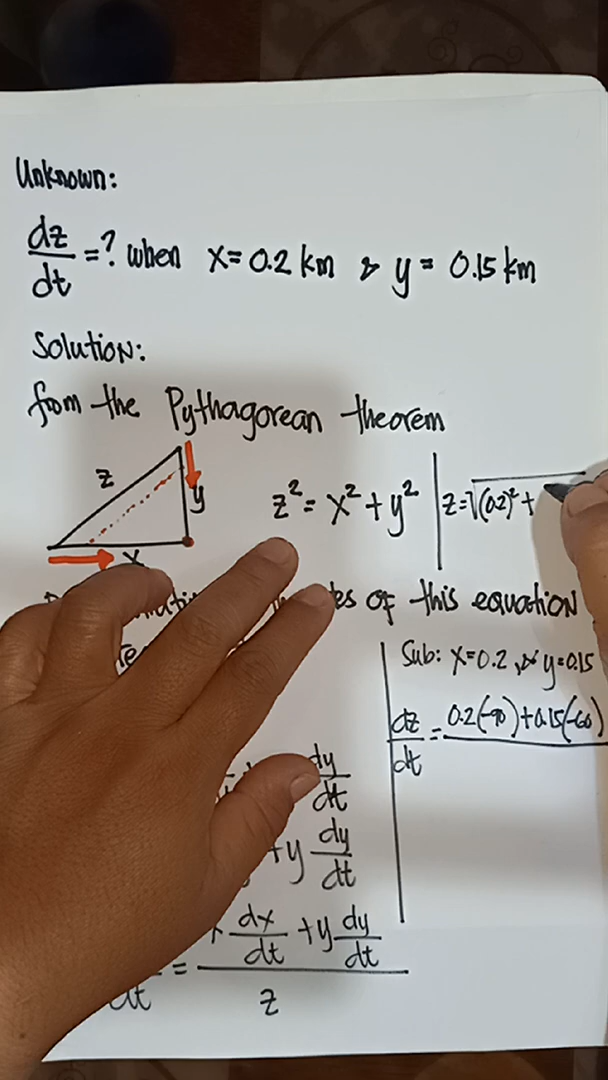 Unknown:
dz/dt = ? when x = 0.2 km & y = 0.15 km
Solution:
from the Pythagorean theorem
z
y
x
z² = x² + y²
z = √(0.2)² +
of this equation
Sub: x = 0.2, & y = 0.15
dz/dt = 0.2(-90) + 0.15(-60)
dy/dt
+ y dy/dt
= dx/dt + y dy/dt / z